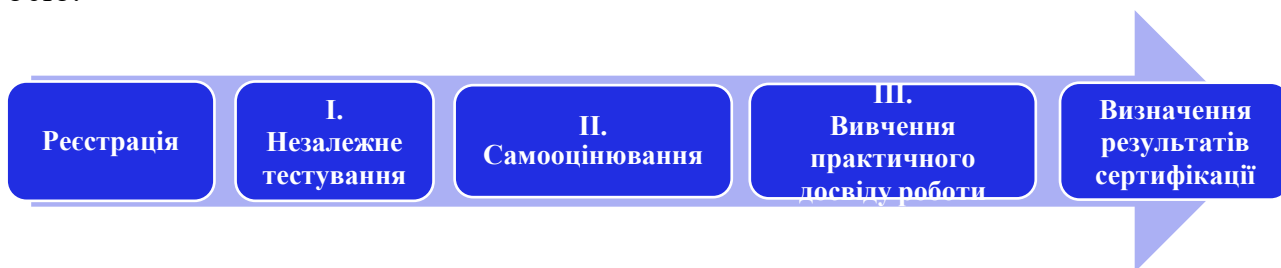 Реєстрація
I.
Незалежне
тестування
II.
Самооцінювання
III.
Вивчення
практичного
досвіду роботи
Визначення
результатів
сертифікації